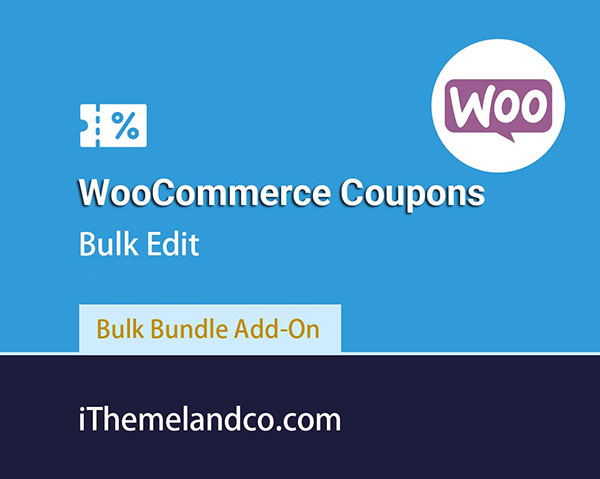 Woo
%
WooCommerce Coupons
Bulk Edit
Bulk Bundle Add-On
iThemelandco.com